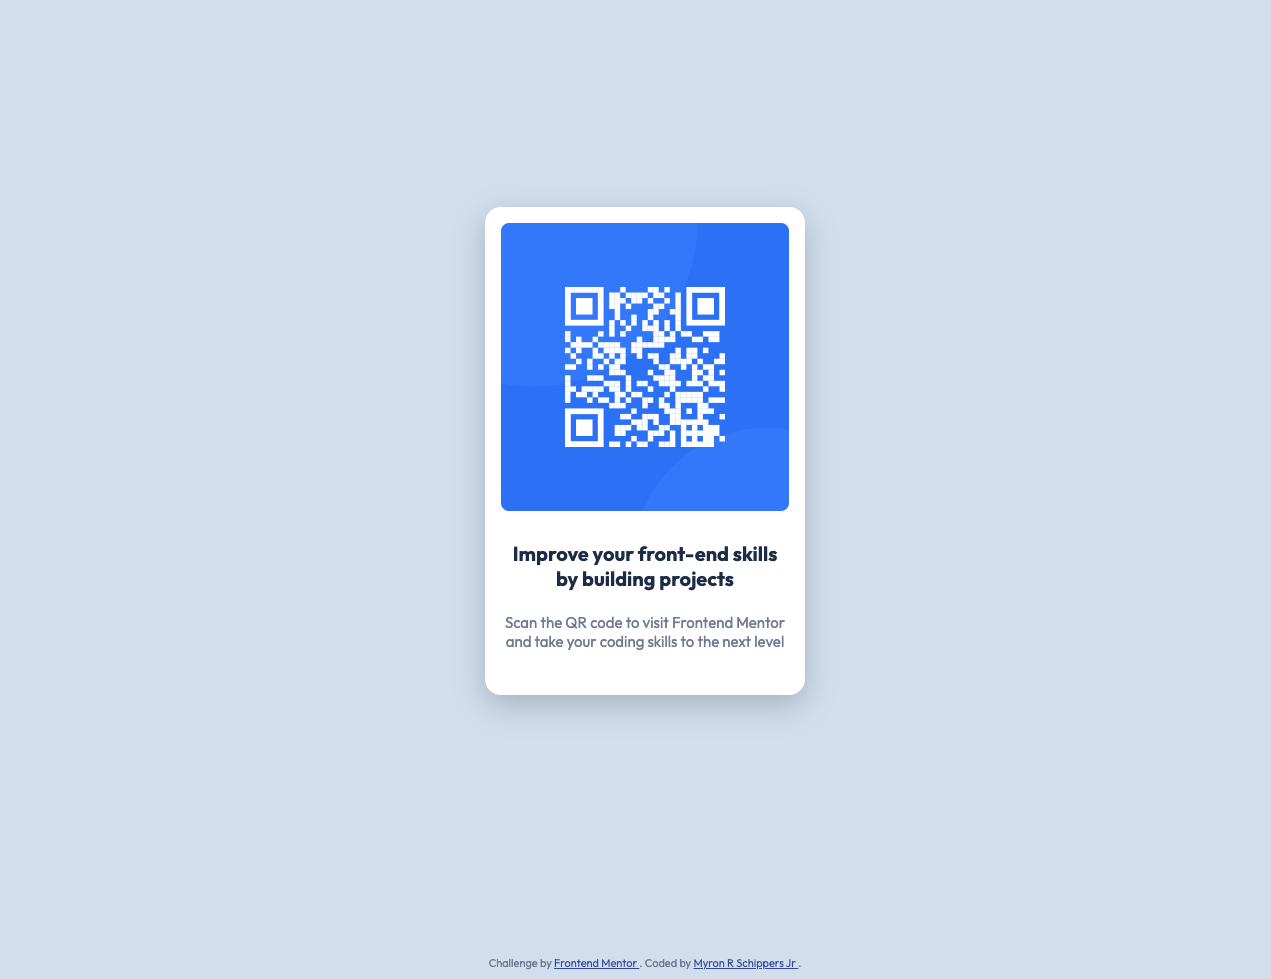 Improve your front-end skills
by building projects
Scan the QR code to visit Frontend Mentor
and take your coding skills to the next level
Challenge by Frontend Mentor . Coded by Myron R Schippers Jr .